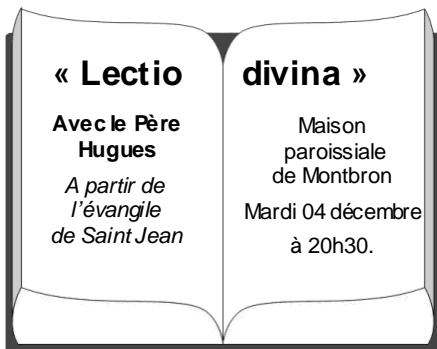 « Lectio divina »
Avec le Père
Hugues
A partir de
l'évangile
de Saint Jean
Maison
paroissiale
de Montbron
Mardi 04 décembre
à 20h30.